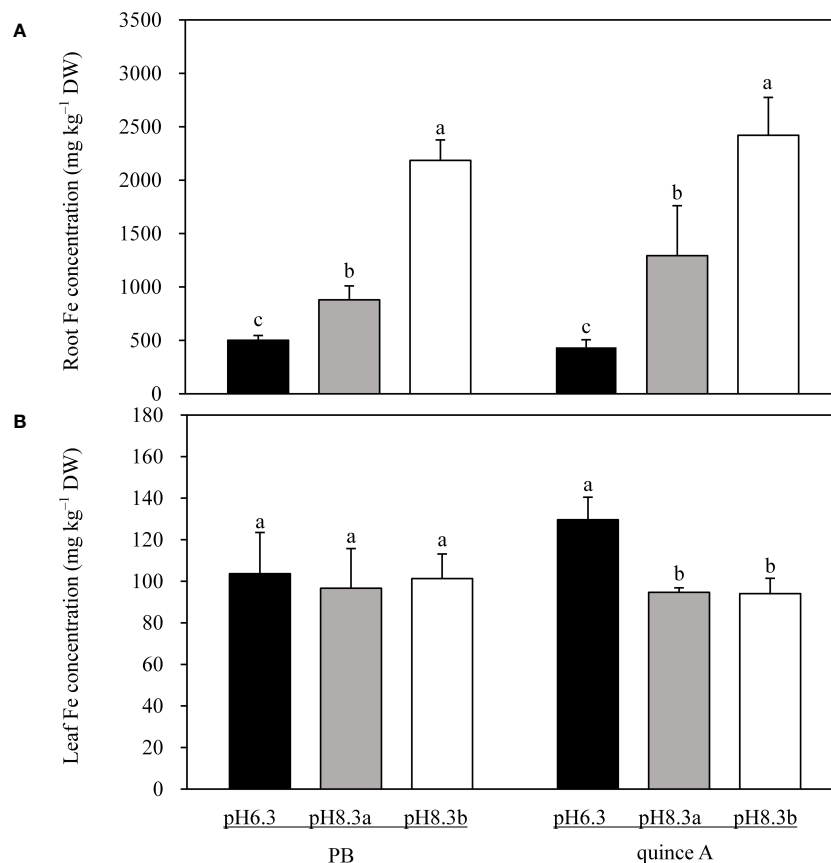 A
Root Fe concentration (mg kg⁻¹ DW)
3500
3000
2500
2000
1500
1000
500
0
c
b
a
c
b
a
B
Leaf Fe concentration (mg kg⁻¹ DW)
180
160
140
120
100
80
60
40
20
0
a
a
a
a
b
b
pH6.3 pH8.3a pH8.3b pH6.3 pH8.3a pH8.3b
PB quince A